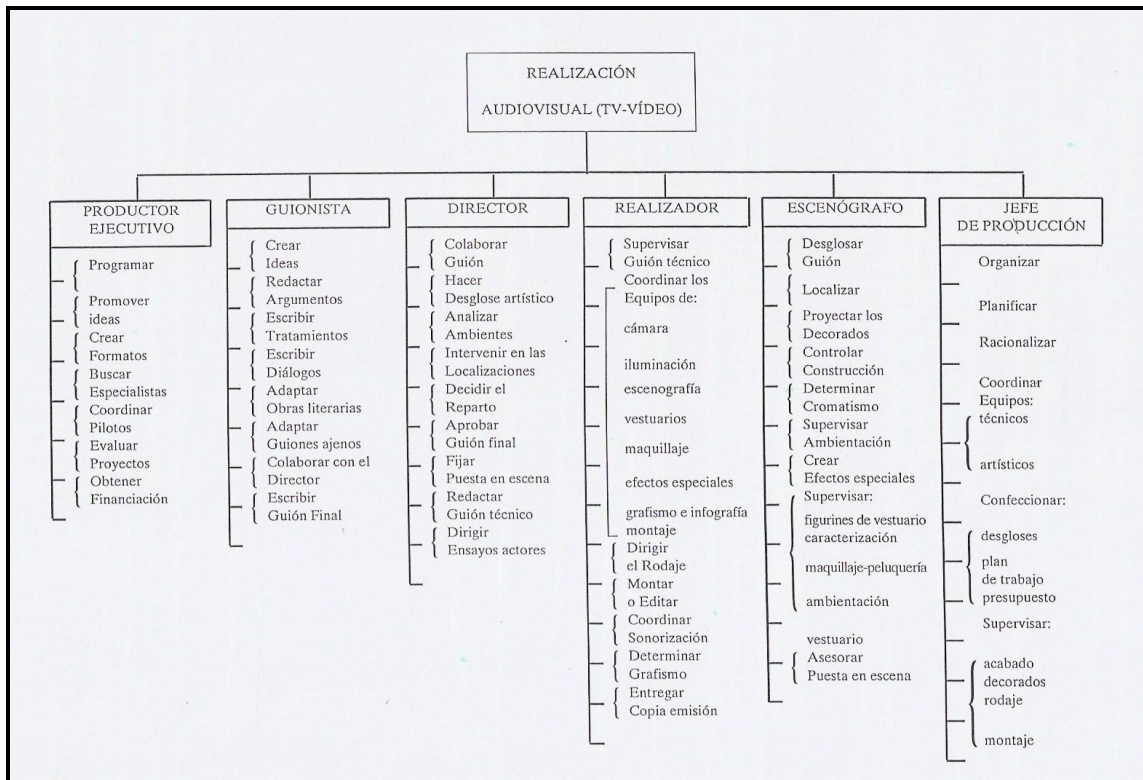 REALIZACIÓN
AUDIOVISUAL (TV-VÍDEO)
PRODUCTOR
EJECUTIVO
Programar
Promover
ideas
Crear
Formatos
Buscar
Especialistas
Coordinar
Pilotos
Evaluar
Proyectos
Obtener
Financiación
GUIONISTA
Crear
Ideas
Redactar
Argumentos
Escribir
Tratamientos
Escribir
Diálogos
Adaptar
Obras literarias
Adaptar
Guiones ajenos
Colaborar con el
Director
Escribir
Guión Final
DIRECTOR
Colaborar
Guión
Hacer
Desglose artístico
Analizar
Ambientes
Intervenir en las
Localizaciones
Decidir el
Reparto
Aprobar
Guión final
Fijar
Puesta en escena
Redactar
Guión técnico
Dirigir
Ensayos actores
REALIZADOR
Supervisar
Guión técnico
Coordinar los
Equipos de:
cámara
iluminación
escenografía
vestuarios
maquillaje
efectos especiales
grafismo e infografía
montaje
Dirigir
el Rodaje
Montar
o Editar
Coordinar
Sonorización
Determinar
Grafismo
Entregar
Copia emisión
ESCENÓGRAFO
Desglosar
Guión
Localizar
Proyectar los
Decorados
Controlar
Construcción
Determinar
Cromatismo
Supervisar
Ambientación
Crear
Efectos especiales
Supervisar:
figurines de vestuario
caracterización
maquillaje-peluquería
ambientación
vestuario
Asesorar
Puesta en escena
JEFE
DE PRODUCCIÓN
Organizar
Planificar
Racionalizar
Coordinar
Equipos:
técnicos
artísticos
Confeccionar:
desgloses
plan
de trabajo
presupuesto
Supervisar:
acabado
decorados
rodaje
montaje